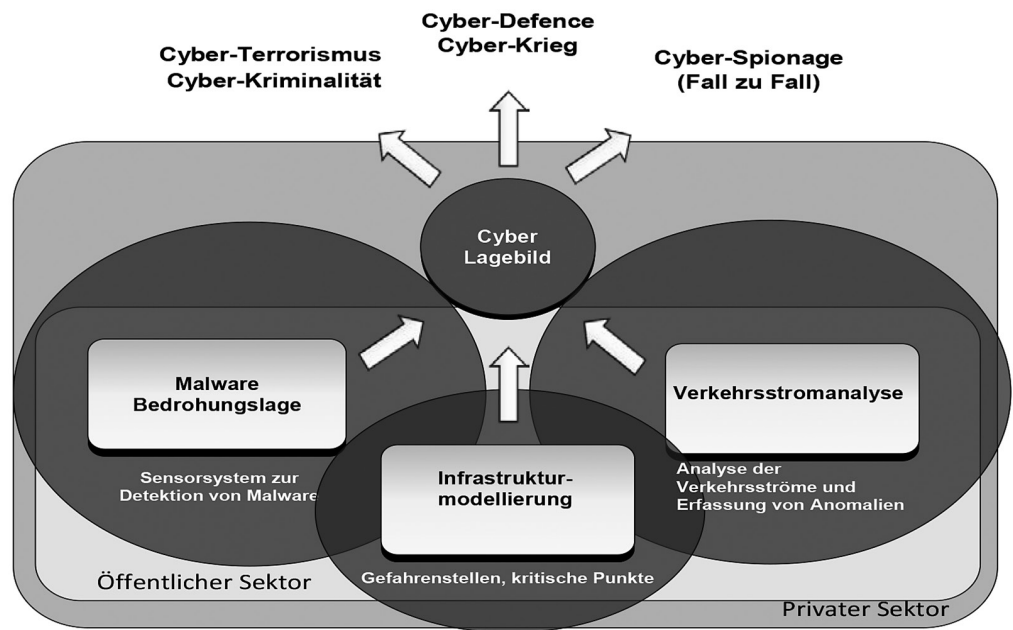 Cyber-Defence
Cyber-Krieg
Cyber-Terrorismus
Cyber-Kriminalität
Cyber-Spionage
(Fall zu Fall)
Cyber
Lagebild
Malware
Bedrohungslage
Sensorsystem zur
Detektion von Malware
Infrastruktur-
modellierung
Gefahrenstellen, kritische Punkte
Verkehrsstromanalyse
Analyse der
Verkehrsströme und
Erfassung von Anomalien
Öffentlicher Sektor
Privater Sektor